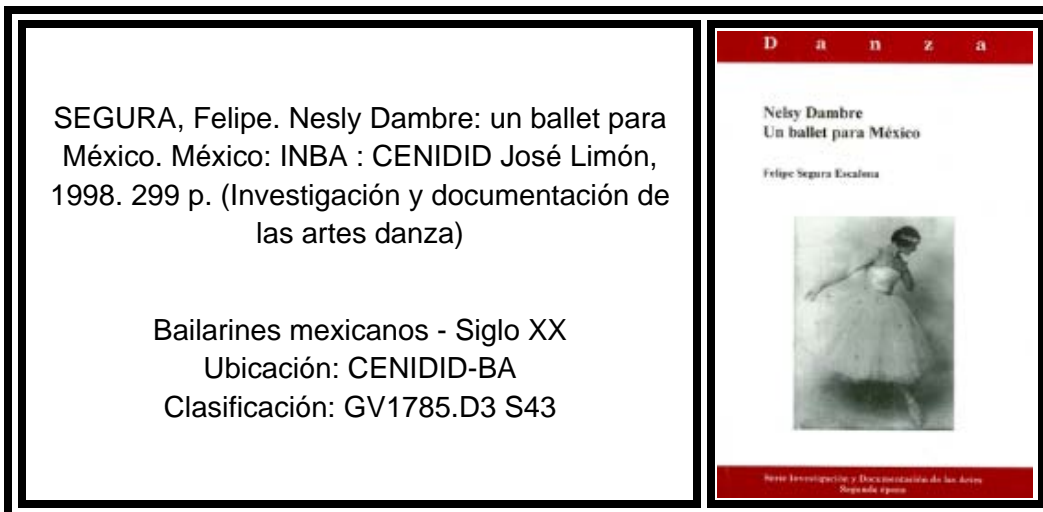 SEGURA, Felipe. Nesly Dambre: un ballet para
México. México: INBA : CENIDID José Limón,
1998. 299 p. (Investigación y documentación de
las artes danza)
Bailarines mexicanos - Siglo XX
Ubicación: CENIDID-BA
Clasificación: GV1785.D3 S43
D a n z a
Nelsy Dambre
Un ballet para México
Felipe Segura Escalona
Serie Investigación y Documentación de las Artes
Segunda época